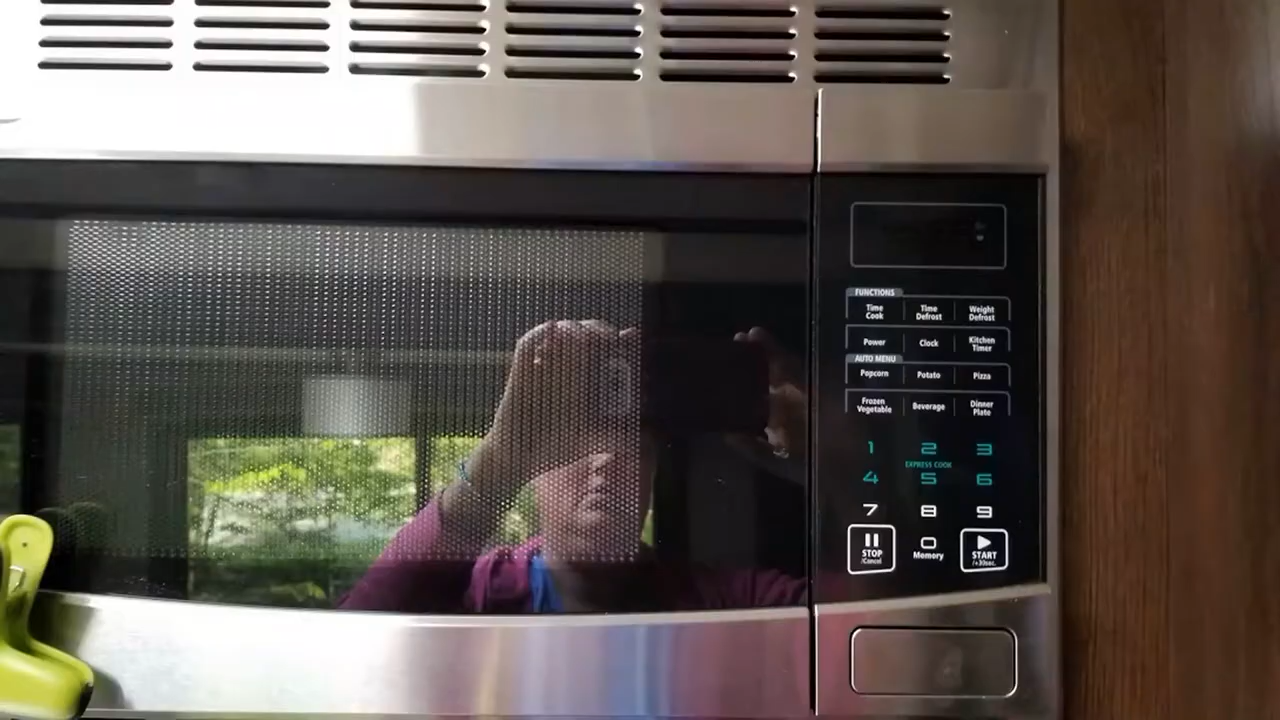 FUNCTIONS
Time Cook
Time Defrost
Weight Defrost
Power
Clock
Kitchen Timer
AUTO MENU
Popcorn
Potato
Pizza
Frozen Vegetable
Beverage
Dinner Plate
1 2 3
EXPRESS COOK
4 5 6
7 8 9
STOP
/Cancel
0
Memory
START
/+30sec.